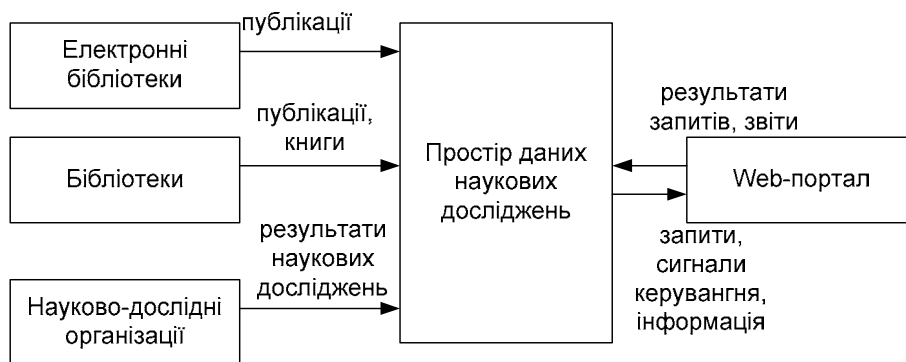 публікації
Електронні
бібліотеки
публікації,
книги
Бібліотеки
результати
наукових
досліджень
Науково-дослідні
організації
Простір даних
наукових
досліджень
результати
запитів, звіти
Web-портал
запити,
сигнали
керувангня,
інформація